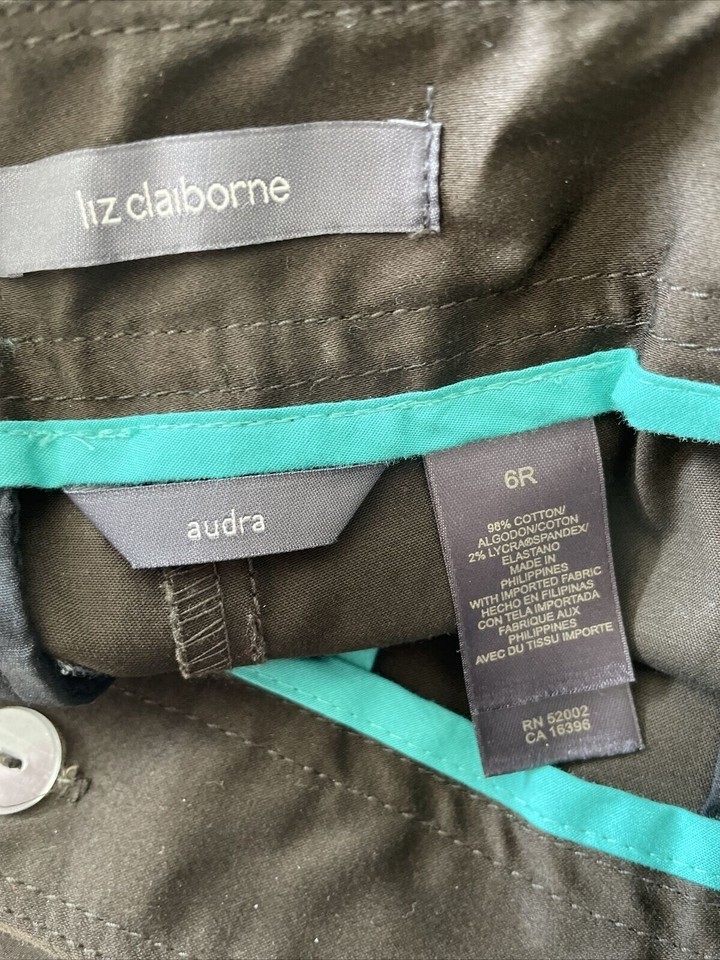 liz claiborne
audra
6R
98% COTTON/
ALGODON/COTON
2% LYCRA®SPANDEX/
ELASTANO
MADE IN
PHILIPPINES
WITH IMPORTED FABRIC
HECHO EN FILIPINAS
CON TELA IMPORTADA
FABRIQUE AUX
PHILIPPINES
AVEC DU TISSU IMPORTE
RN 52002
CA 16396